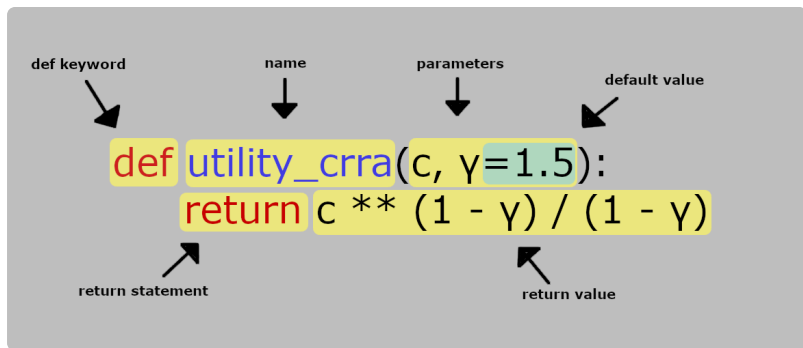 def keyword
name
parameters
default value
def utility_crra(c, γ=1.5):
return c ** (1 - γ) / (1 - γ)
return statement
return value